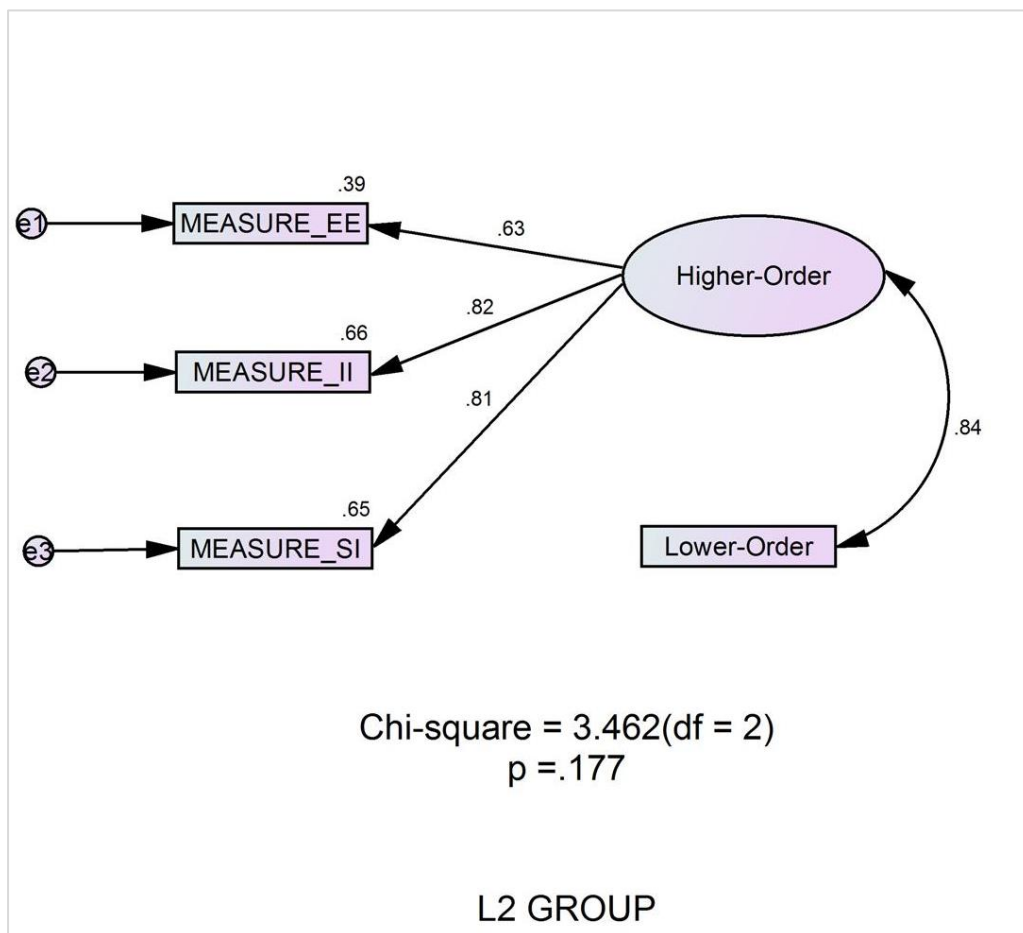 .39
e1
MEASURE_EE
.63
Higher-Order
.82
.66
e2
MEASURE_II
.81
.84
.65
e3
MEASURE_SI
Lower-Order
Chi-square = 3.462(df = 2)
p =.177
L2 GROUP